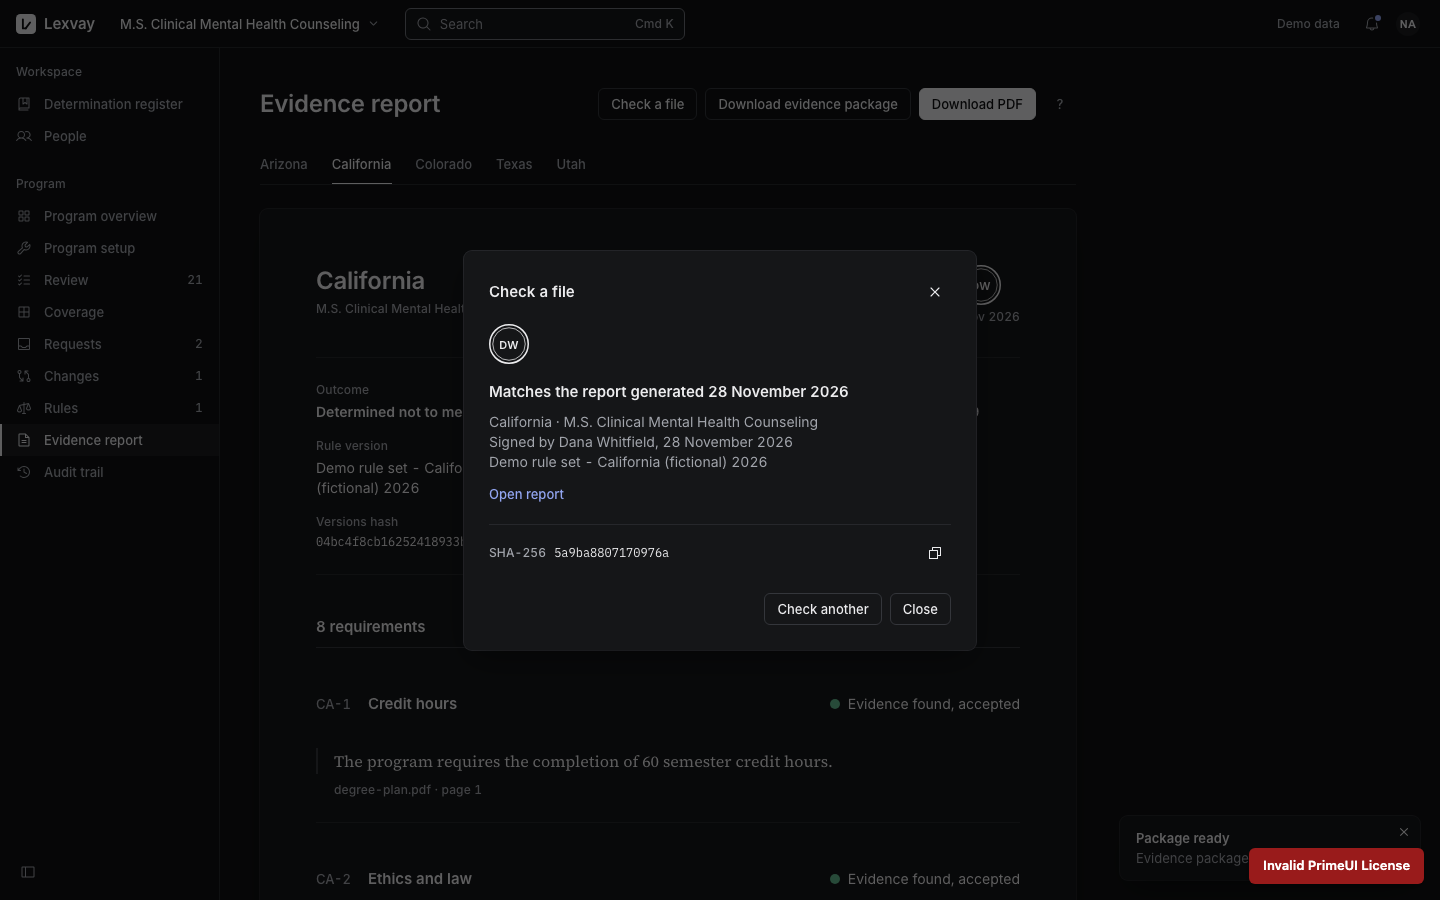 Lexvay
M.S. Clinical Mental Health Counseling
Search
Cmd K
Demo data
NA
Workspace
Determination register
People
Program
Program overview
Program setup
Review 21
Coverage
Requests 2
Changes 1
Rules 1
Evidence report
Audit trail
Evidence report
Check a file
Download evidence package
Download PDF
?
Arizona California Colorado Texas Utah
California
M.S. Clinical Mental Healt
DW
v 2026
Outcome
Determined not to me
Rule version
Demo rule set - Califo
(fictional) 2026
Versions hash
04bc4f8cb16252418933b
8 requirements
CA-1 Credit hours
Evidence found, accepted
The program requires the completion of 60 semester credit hours.
degree-plan.pdf · page 1
CA-2 Ethics and law
Evidence found, accepted
Check a file
DW
Matches the report generated 28 November 2026
California · M.S. Clinical Mental Health Counseling
Signed by Dana Whitfield, 28 November 2026
Demo rule set - California (fictional) 2026
Open report
SHA-256 5a9ba8807170976a
Check another
Close
Package ready
Evidence package
Invalid PrimeUI License